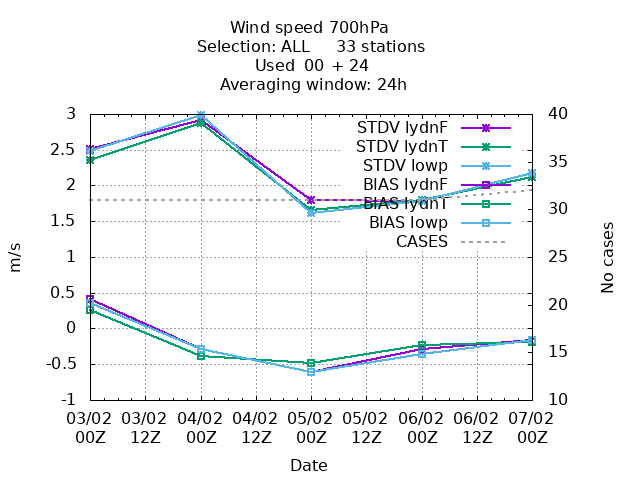 Wind speed 700hPa
Selection: ALL 33 stations
Used 00 + 24
Averaging window: 24h
3
2.5
2
1.5
1
0.5
0
-0.5
-1
m/s
STDV lydnF
STDV lydnT
STDV lowp
BIAS lydnF
BIAS lydnT
BIAS lowp
CASES
40
35
30
25
20
15
10
No cases
03/02 03/02 04/02 04/02 05/02 05/02 06/02 06/02 07/02
00Z 12Z 00Z 12Z 00Z 12Z 00Z 12Z 00Z
Date